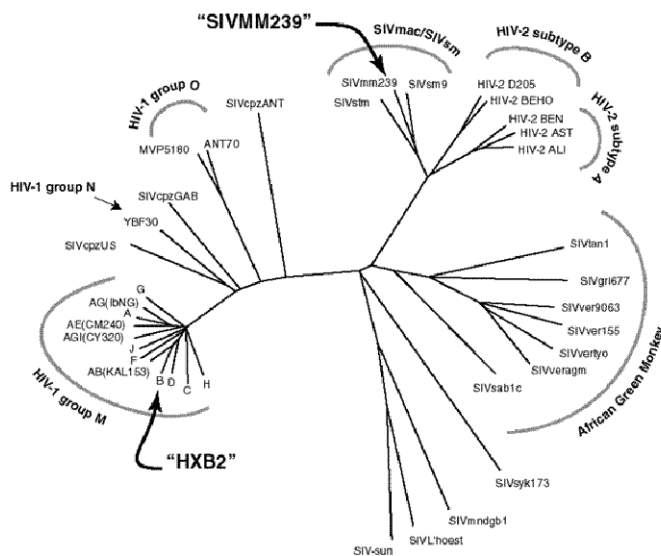 “SIVMM239”
SIVmac/SIVsm
HIV-2 subtype B
SIVmm239
SIVsm9
SIVstm
HIV-2 D205
HIV-2 BEHO
HIV-2 BEN
HIV-2 AST
HIV-2 ALI
HIV-2 subtype A
HIV-1 group O
SIVcpzANT
MVP5180
ANT70
HIV-1 group N
SIVcpzGAB
YBF30
SIVcpzUS
G
AG(IbNG)
A
AE(CM240)
AGI(CY320)
J
F
AB(KAL153)
B
D
C
H
HIV-1 group M
“HXB2”
SIVtan1
SIVgri677
SIVver9063
SIVver155
SIVvertyo
SIVveragm
SIVsab1c
African Green Monkey
SIVsyk173
SIVmndgb1
SIVL'hoest
SIV-sun